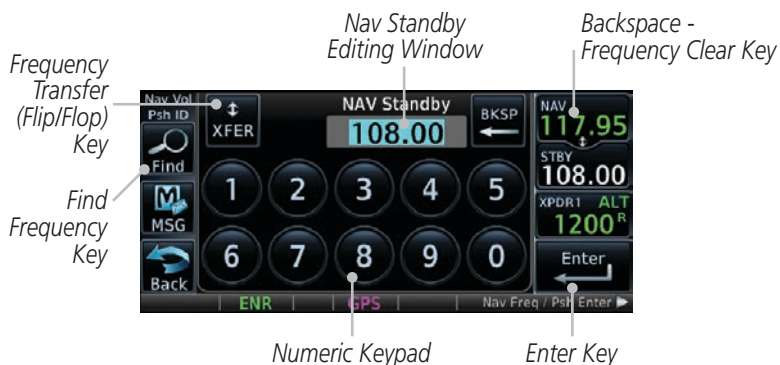 Nav Standby
Editing Window
Backspace -
Frequency Clear Key
Frequency
Transfer
(Flip/Flop)
Key
Find
Frequency
Key
Nav Vol
Psh ID
XFER
NAV Standby
108.00
BKSP
NAV
117.95
STBY
108.00
XPDR1 ALT
1200 R
Find
MSG
Back
1 2 3 4 5
6 7 8 9 0
Enter
ENR GPS Nav Freq / Psh Enter
Numeric Keypad
Enter Key